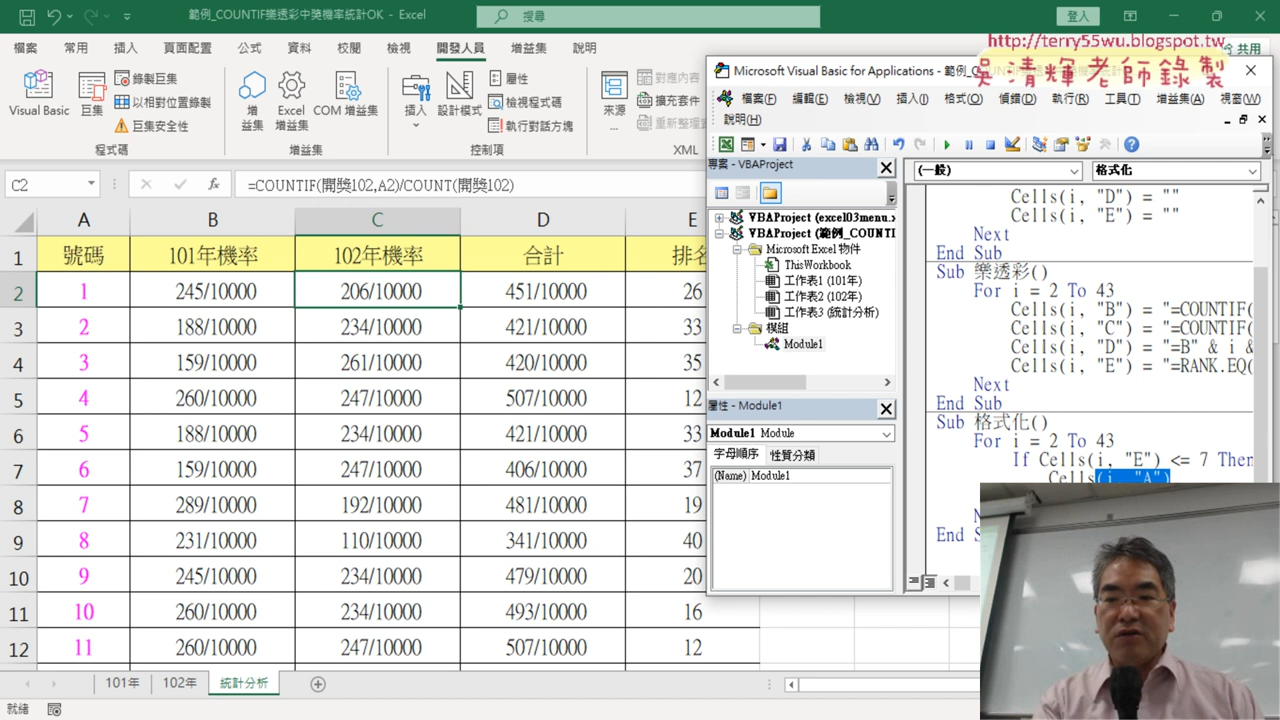 範例_COUNTIF樂透彩中獎機率統計OK - Excel
搜尋
登入
檔案 常用 插入 頁面配置 公式 資料 校閱 檢視 開發人員 增益集 說明
共用
http://terry55wu.blogspot.tw
吳清輝老師錄製
Visual Basic
巨集
錄製巨集
以相對位置錄製
巨集安全性
程式碼
增益集
Excel 增益集
COM 增益集
增益集
插入
設計模式
屬性
檢視程式碼
執行對話方塊
控制項
來源
...
對應內容
擴充套件
重新整理
XML
C2
=COUNTIF(開獎102,A2)/COUNT(開獎102)
A B C D E
1 號碼 101年機率 102年機率 合計 排名
2 1 245/10000 206/10000 451/10000 26
3 2 188/10000 234/10000 421/10000 33
4 3 159/10000 261/10000 420/10000 35
5 4 260/10000 247/10000 507/10000 12
6 5 188/10000 234/10000 421/10000 33
7 6 159/10000 247/10000 406/10000 37
8 7 289/10000 192/10000 481/10000 19
9 8 231/10000 110/10000 341/10000 40
10 9 245/10000 234/10000 479/10000 20
11 10 260/10000 234/10000 493/10000 16
12 11 260/10000 247/10000 507/10000 12
101年 102年 統計分析
就緒
Microsoft Visual Basic for Applications - 範例_
檔案(F) 編輯(E) 檢視(V) 插入(I) 格式(O) 偵錯(D) 執行(R) 工具(T) 增益集(A) 視窗(W)
說明(H)
專案 - VBAProject
VBAProject (excel03menu.x
VBAProject (範例_COUNTI
Microsoft Excel 物件
ThisWorkbook
工作表1 (101年)
工作表2 (102年)
工作表3 (統計分析)
模組
Module1
屬性 - Module1
Module1 Module
字母順序 性質分類
(Name) Module1
(一般) 格式化
Cells(i, "D") = ""
Cells(i, "E") = ""
Next
End Sub
Sub 樂透彩()
For i = 2 To 43
Cells(i, "B") = "=COUNTIF(
Cells(i, "C") = "=COUNTIF(
Cells(i, "D") = "=B" & i &
Cells(i, "E") = "=RANK.EQ(
Next
End Sub
Sub 格式化()
For i = 2 To 43
If Cells(i, "E") <= 7 Then
Cells(i, "A")
End S